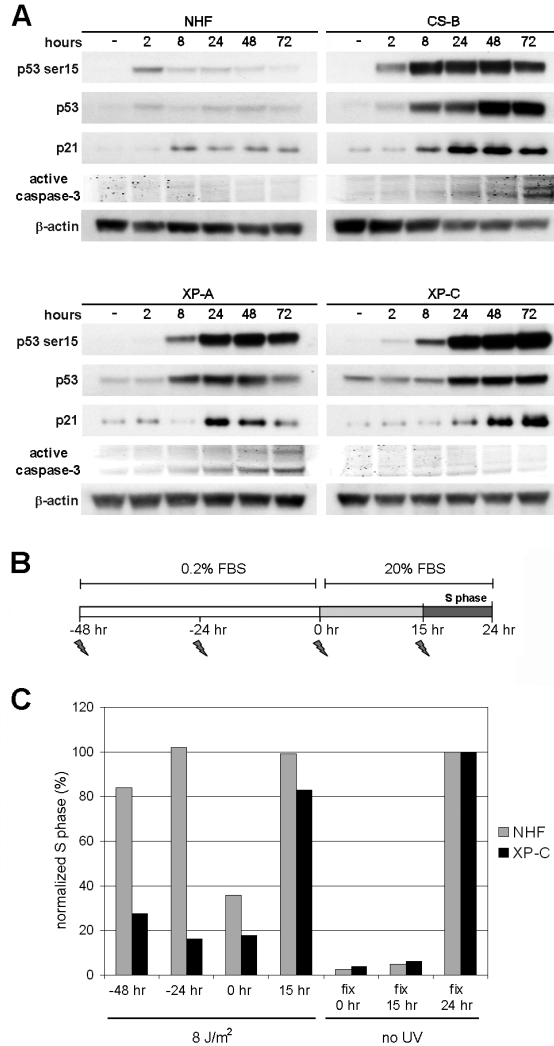 A
NHF CS-B
hours - 2 8 24 48 72 - 2 8 24 48 72
p53 ser15
p53
p21
active
caspase-3
β-actin
XP-A XP-C
hours - 2 8 24 48 72 - 2 8 24 48 72
p53 ser15
p53
p21
active
caspase-3
β-actin
B
0.2% FBS 20% FBS
S phase
-48 hr -24 hr 0 hr 15 hr 24 hr
C
normalized S phase (%)
120
100
80
60
40
20
0
NHF
XP-C
-48 hr -24 hr 0 hr 15 hr fix fix fix
0 hr 15 hr 24 hr
8 J/m² no UV